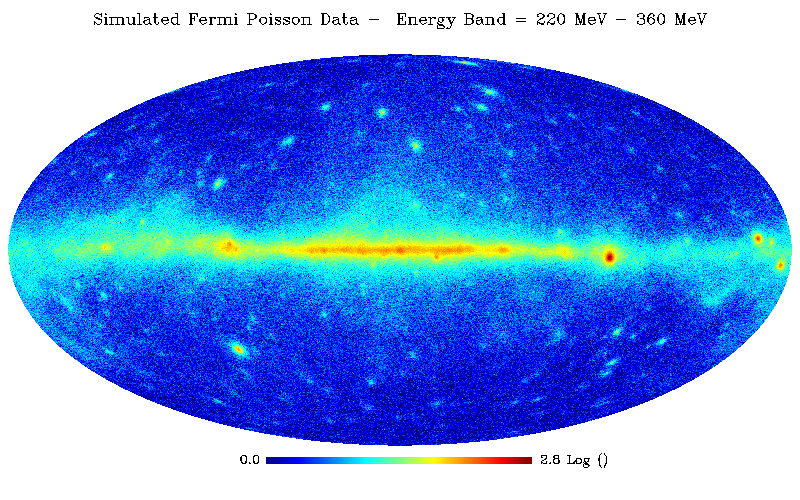 Simulated Fermi Poisson Data - Energy Band = 220 MeV - 360 MeV
0.0 2.8 Log ()